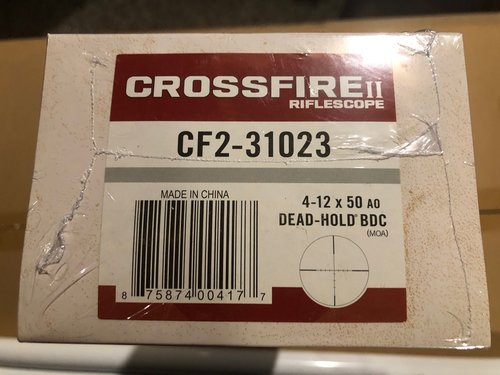 CROSSFIRE II
RIFLESCOPE
CF2-31023
MADE IN CHINA
4-12 x 50 AO
DEAD-HOLD® BDC
(MOA)
8 75874 00417 7